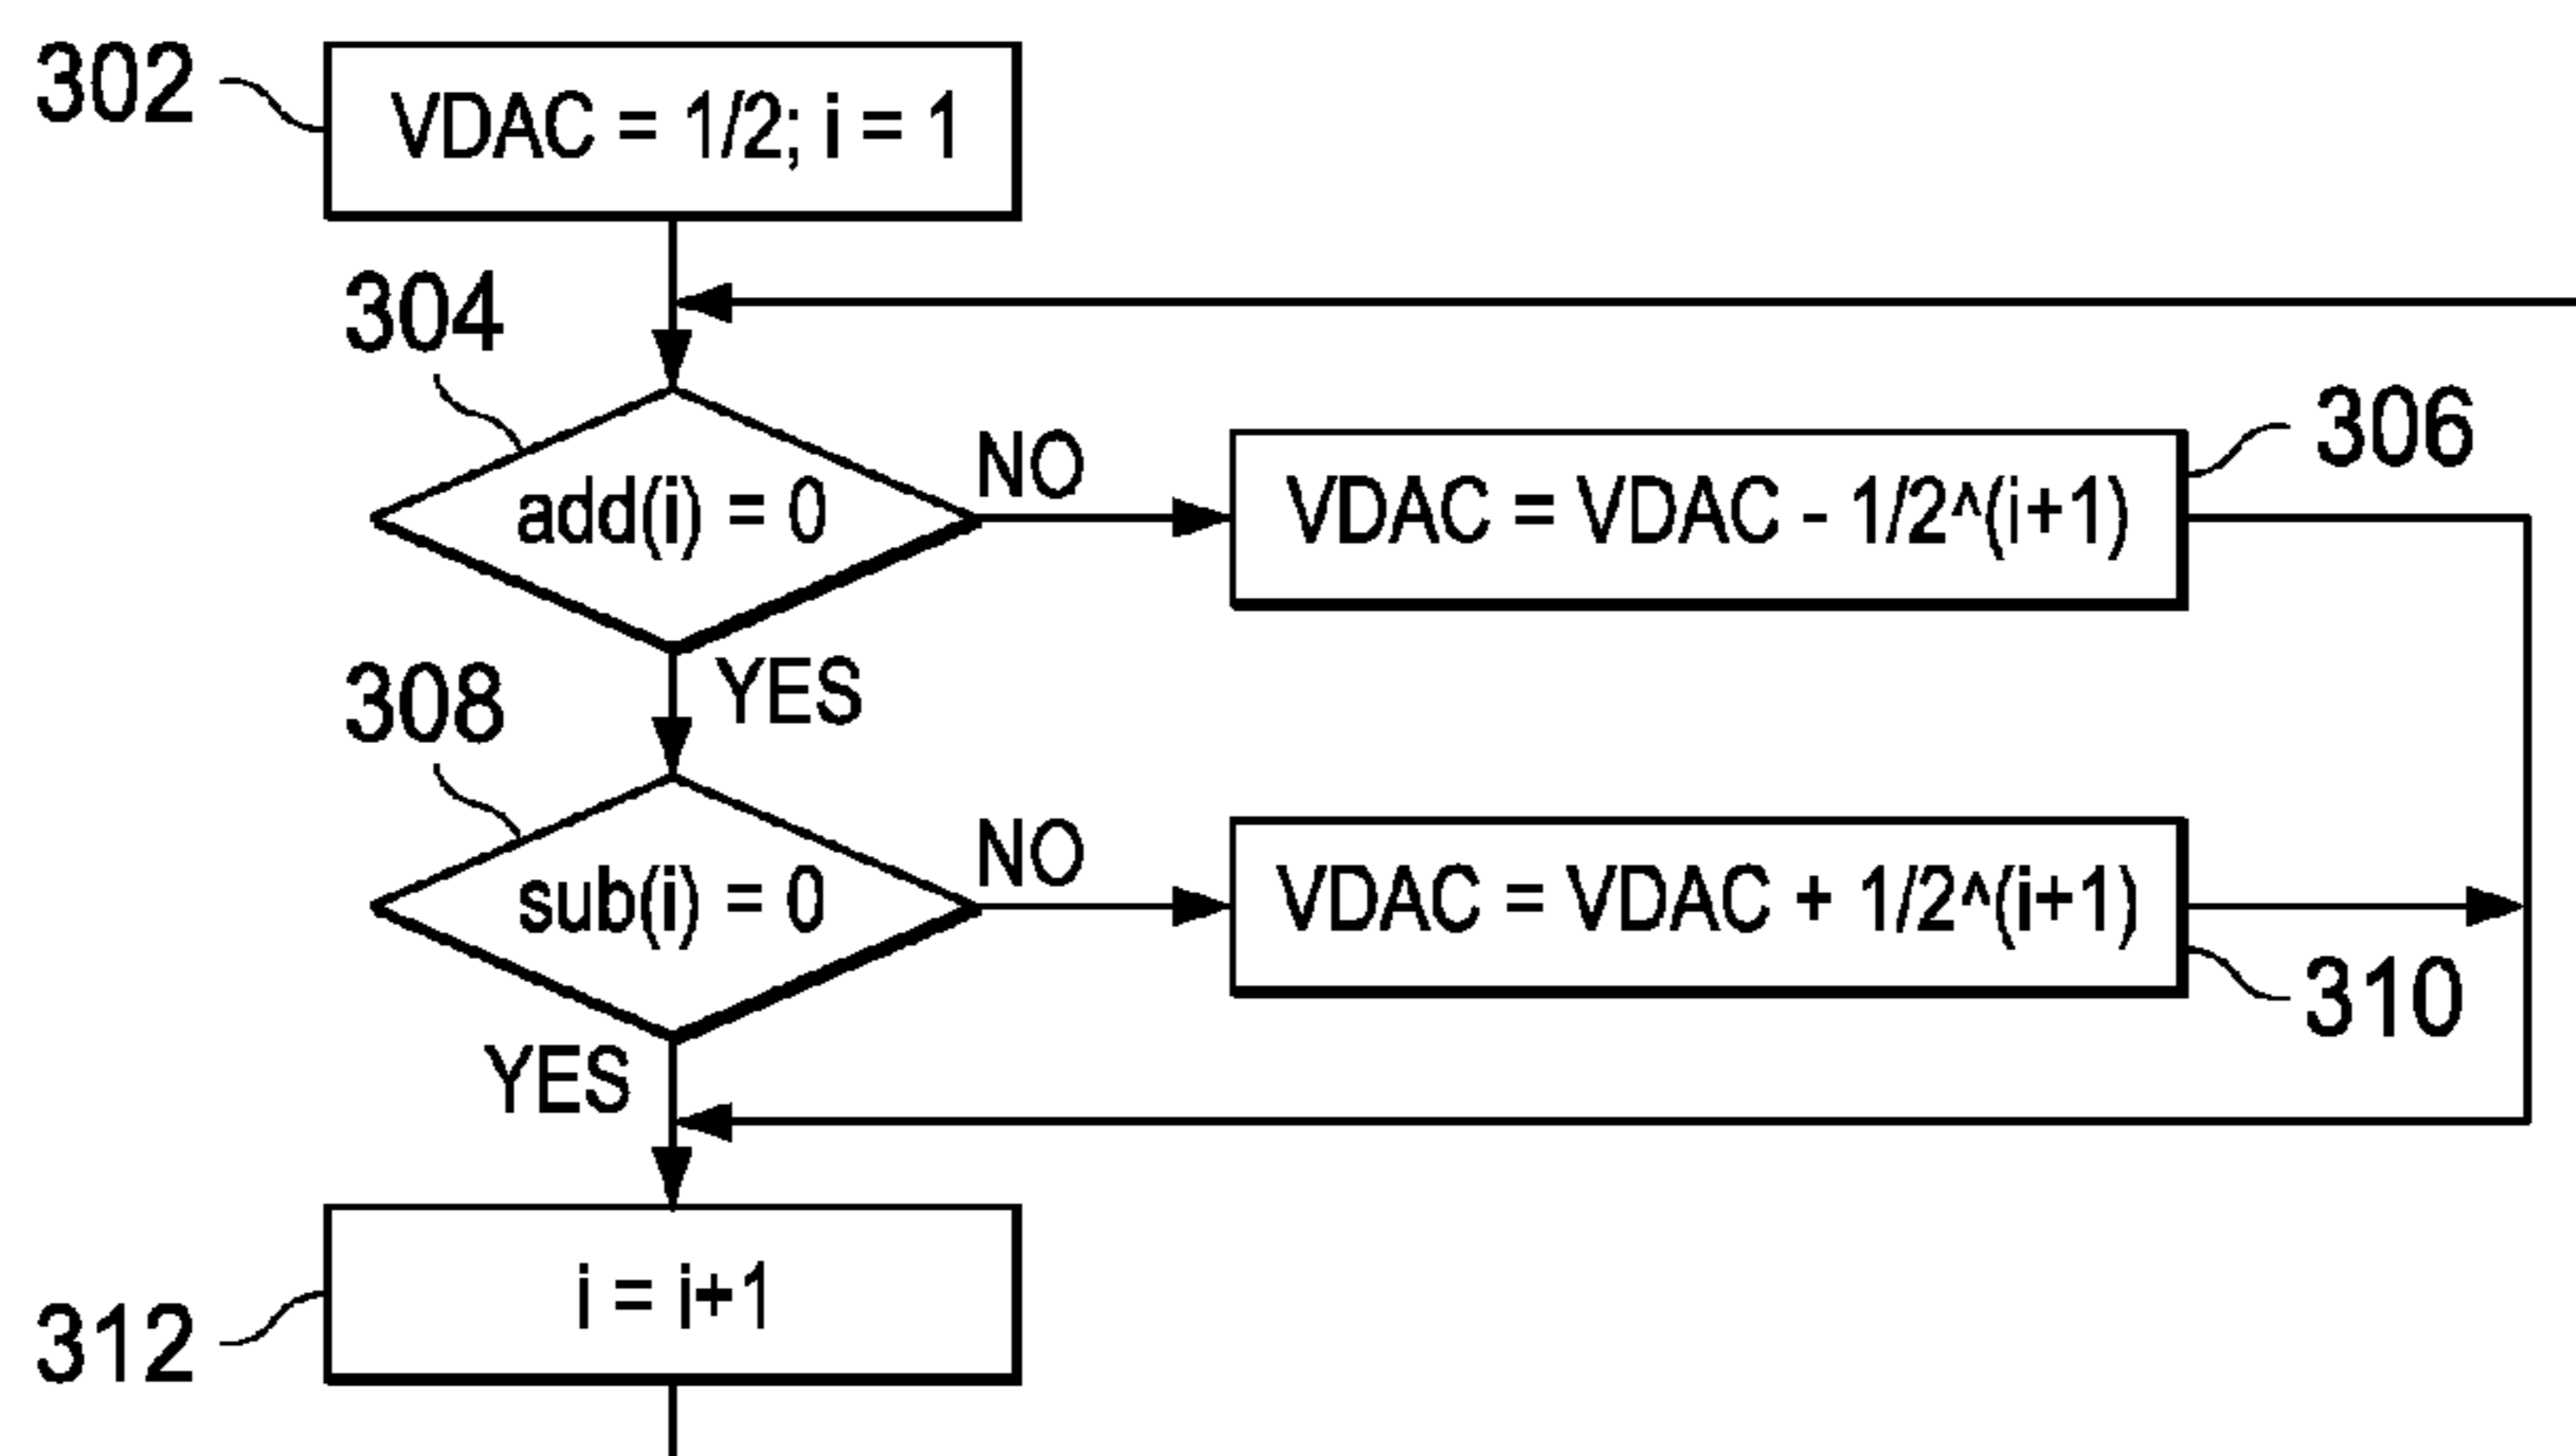 302
VDAC = 1/2; i = 1
304
add(i) = 0
NO
VDAC = VDAC - 1/2^(i+1)
306
YES
308
sub(i) = 0
NO
VDAC = VDAC + 1/2^(i+1)
310
YES
312
i = i+1